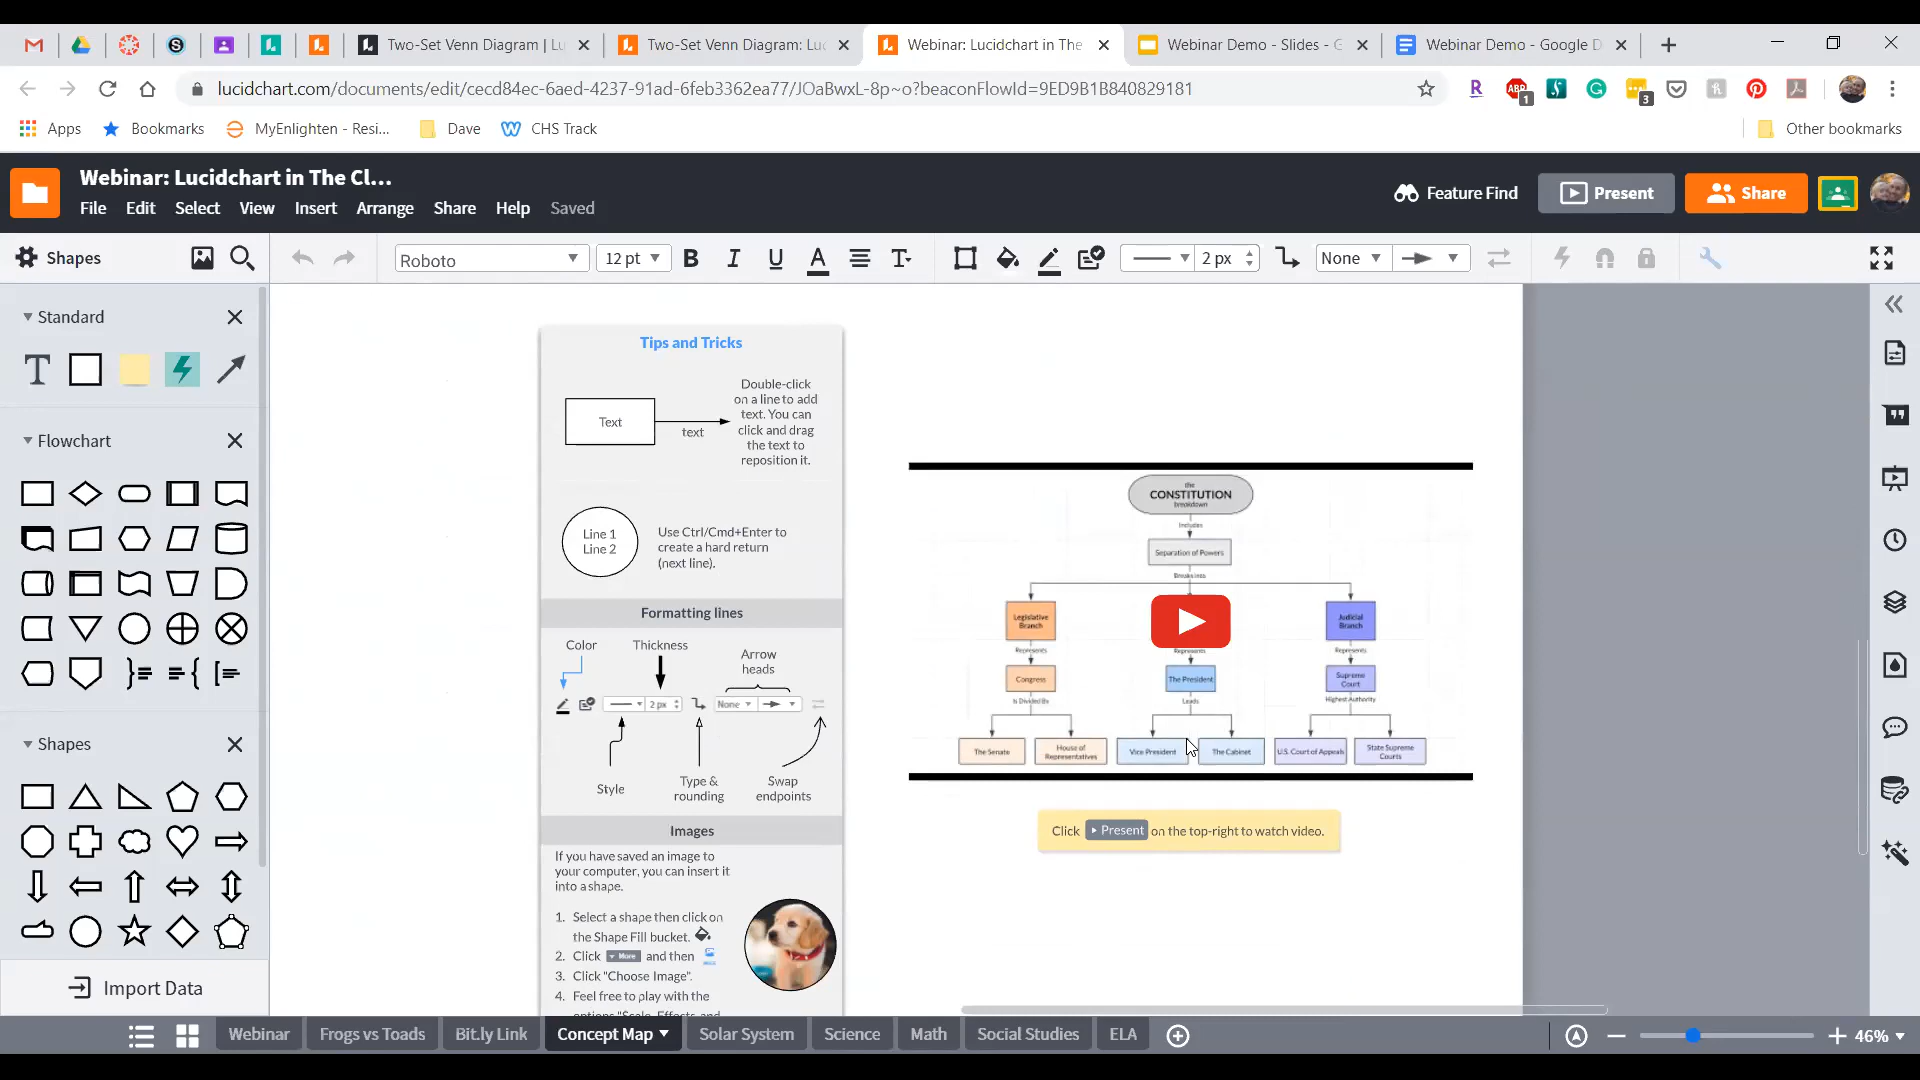 Two-Set Venn Diagram | Lu
Two-Set Venn Diagram: Luc
Webinar: Lucidchart in The
Webinar Demo - Slides - G
Webinar Demo - Google D
lucidchart.com/documents/edit/cecd84ec-6aed-4237-91ad-6feb3362ea77/JOaBwxL-8p~o?beaconFlowId=9ED9B1B840829181
ABP
1
3
Apps
Bookmarks
MyEnlighten - Resi...
Dave
CHS Track
Other bookmarks
Webinar: Lucidchart in The Cl...
File Edit Select View Insert Arrange Share Help Saved
Feature Find
Present
Share
Shapes
Roboto
12 pt
2 px
None
Standard
Flowchart
Shapes
Import Data
Tips and Tricks
Text
text
Double-click
on a line to add
text. You can
click and drag
the text to
reposition it.
Line 1
Line 2
Use Ctrl/Cmd+Enter to
create a hard return
(next line).
Formatting lines
Color
Thickness
Arrow
heads
2 px
None
Style
Type &
rounding
Swap
endpoints
Images
If you have saved an image to
your computer, you can insert it
into a shape.
1. Select a shape then click on
the Shape Fill bucket.
2. Click More and then
3. Click "Choose Image".
4. Feel free to play with the
options "Scale, Effects, and
the
CONSTITUTION
breakdown
Includes
Separation of Powers
Breaks Into
Legislative
Branch
Judicial
Branch
Represents
Represents
Represents
Congress
The President
Supreme
Court
Is Divided By
Leads
Highest Authority
The Senate
House of
Representatives
Vice President
The Cabinet
U.S. Court of Appeals
State Supreme
Courts
Click Present on the top-right to watch video.
Webinar
Frogs vs Toads
Bit.ly Link
Concept Map
Solar System
Science
Math
Social Studies
ELA
46%